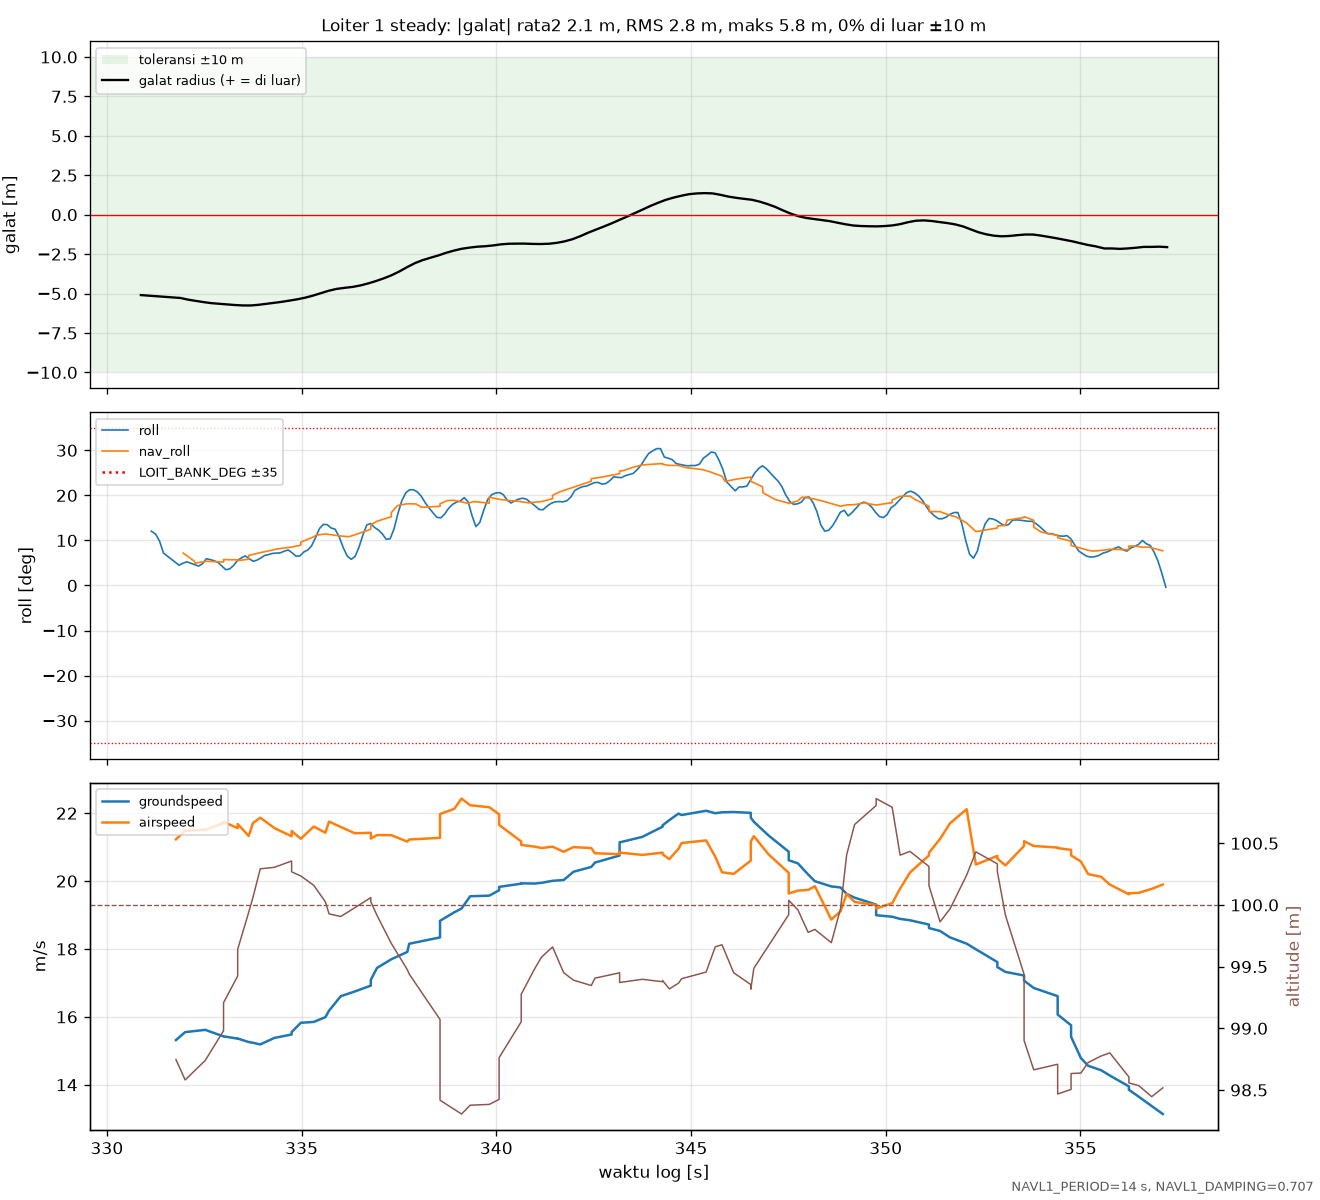 Loiter 1 steady: |galat| rata2 2.1 m, RMS 2.8 m, maks 5.8 m, 0% di luar ±10 m
toleransi ±10 m
galat radius (+ = di luar)
galat [m]
10.0
7.5
5.0
2.5
0.0
−2.5
−5.0
−7.5
−10.0
roll
nav_roll
LOIT_BANK_DEG ±35
roll [deg]
30
20
10
0
−10
−20
−30
groundspeed
airspeed
m/s
22
20
18
16
14
100.5
100.0
99.5
99.0
98.5
altitude [m]
330 335 340 345 350 355
waktu log [s]
NAVL1_PERIOD=14 s, NAVL1_DAMPING=0.707